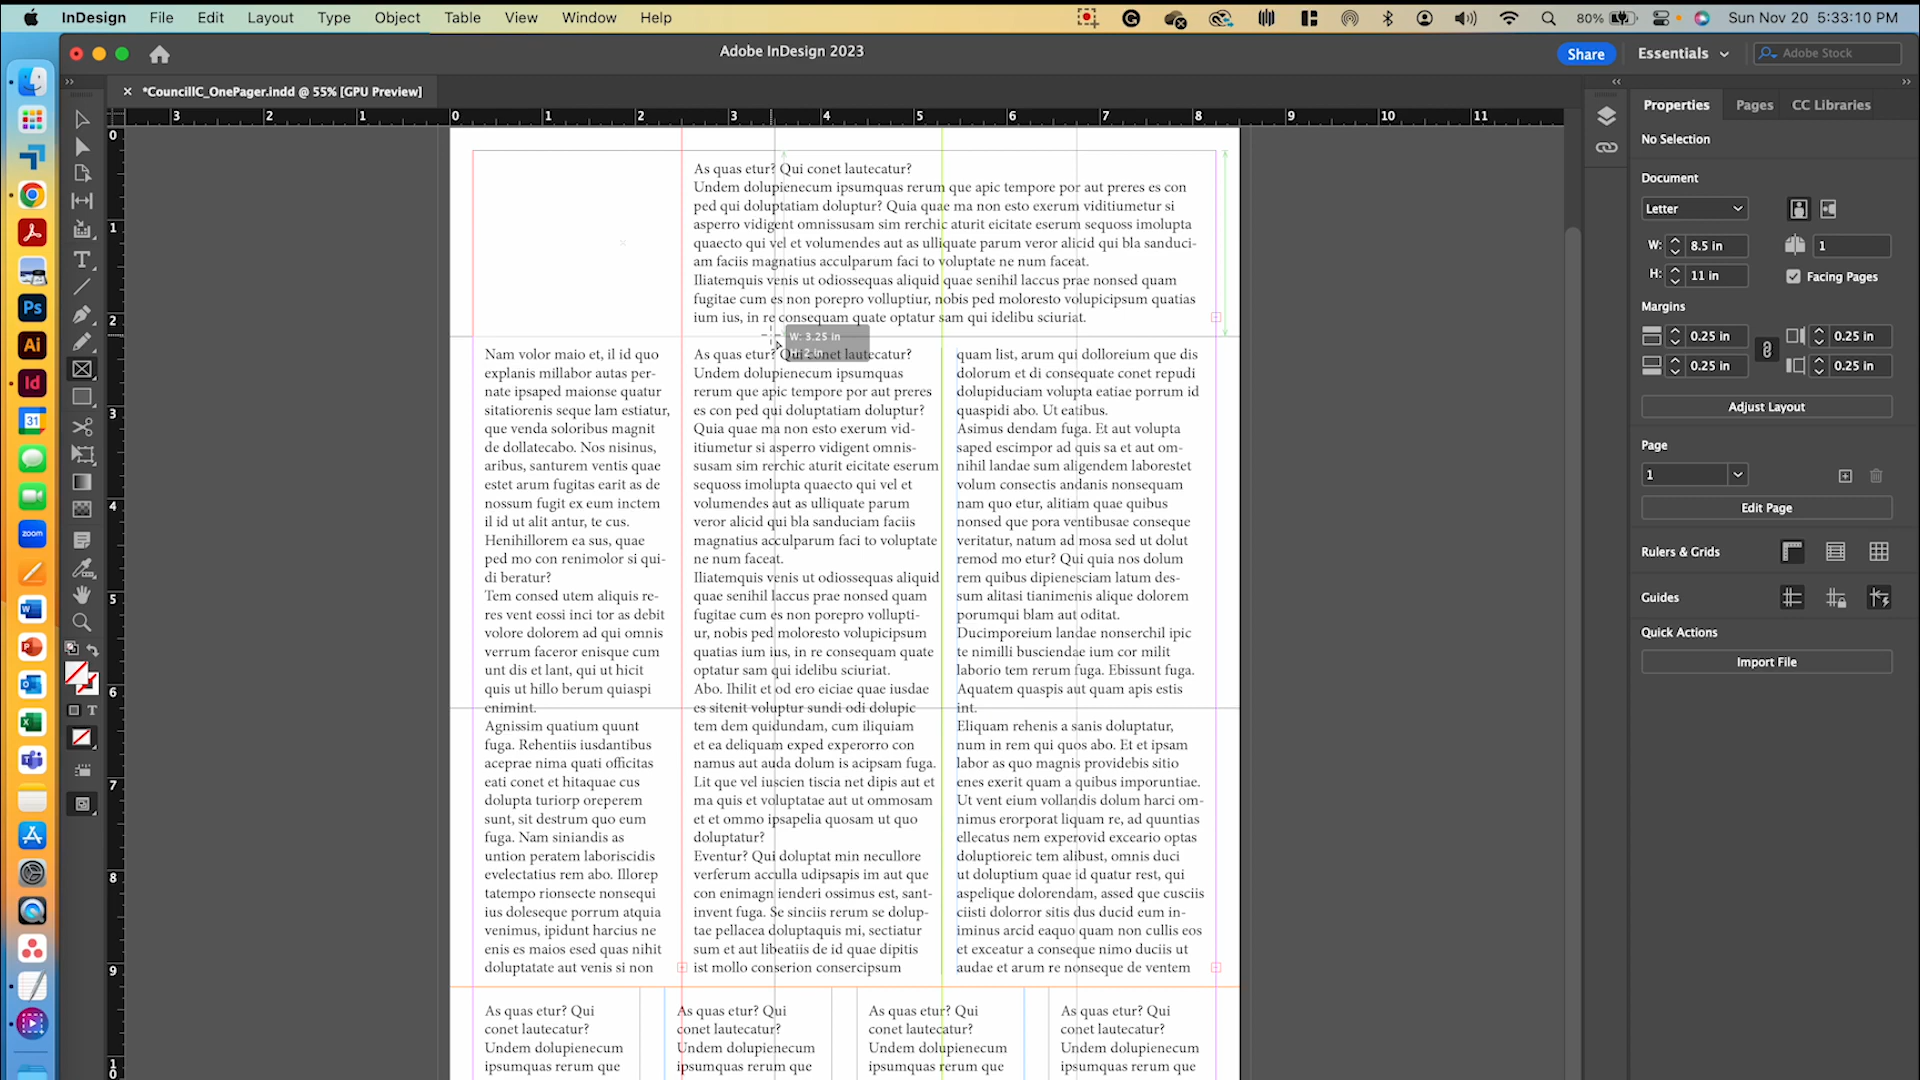 InDesign File Edit Layout Type Object Table View Window Help
80% Sun Nov 20 5:33:10 PM
Adobe InDesign 2023
Share Essentials Adobe Stock
*CouncilIC_OnePager.indd @ 55% [GPU Preview]
3 2 1 0 1 2 3 4 5 6 7 8 9 10 11
0
1
2
3
4
5
6
7
8
9
1
0
As quas etur? Qui conet lautecatur?
Undem dolupienecum ipsumquas rerum que apic tempore por aut preres es con
ped qui doluptatiam doluptur? Quia quae ma non esto exerum viditiumetur si
asperro vidigent omnissusam sim rerchic aturit eicitate eserum sequoss imolupta
quaecto qui vel et volumendes aut as ulliquate parum veror alicid qui bla sanduci-
am faciis magnatius acculparum faci to voluptate ne num faceat.
Iliatemquis venis ut odiossequas aliquid quae senihil laccus prae nonsed quam
fugitae cum es non porepro volluptiur, nobis ped moloresto volupicipsum quatias
ium ius, in re consequam quate optatur sam qui idelibu sciuriat.
W: 3.25 in
H: 2 in
Nam volor maio et, il id quo
explanis millabor autas per-
nate ipsaped maionse quatur
sitatiorenis seque lam estiatur,
que venda soloribus magnit
de dollatecabo. Nos nisinus,
aribus, santurem ventis quae
estet arum fugitas earit as de
nossum fugit ex eum inctem
il id ut alit antur, te cus.
Henihillorem ea sus, quae
ped mo con renimolor si qui-
di beratur?
Tem consed utem aliquis re-
res vent eossi inci tor as debit
volore dolorem ad qui omnis
verrum faceror enisque cum
unt dis et lant, qui ut hicit
quis ut hillo berum quiaspi
enimint.
Agnissim quatium quunt
fuga. Rehentiis iusdantibus
aceprae nima quati officitas
eati conet et hitaquae cus
dolupta turiorp oreperem
sunt, sit destrum quo eum
fuga. Nam siniandis as
untion peratem laboriscidis
evelectatius rem abo. Illorep
tatempo rionsecte nonsequi
ius doleseque porrum atquia
venimus, ipidunt harcius ne
enis es maios esed quas nihit
doluptatate aut venis si non
As quas etur? Qui conet lautecatur?
Undem dolupienecum ipsumquas
rerum que apic tempore por aut preres
es con ped qui doluptatiam doluptur?
Quia quae ma non esto exerum vid-
itiumetur si asperro vidigent omnis-
susam sim rerchic aturit eicitate eserum
sequoss imolupta quaecto qui vel et
volumendes aut as ulliquate parum
veror alicid qui bla sanduciam faciis
magnatius acculparum faci to voluptate
ne num faceat.
Iliatemquis venis ut odiossequas aliquid
quae senihil laccus prae nonsed quam
fugitae cum es non porepro vollupti-
ur, nobis ped moloresto volupicipsum
quatias ium ius, in re consequam quate
optatur sam qui idelibu sciuriat.
Abo. Ihilit et od ero eiciae quae iusdae
es sitenit voluptur sundi odi dolupic
tem dem quidundam, cum iliquiam
et ea deliquam exped experorro con
namus aut auda dolum is acipsam fuga.
Lit que vel iuscien tiscia net dipis aut et
ma quis et voluptatae aut ut ommosam
et et ommo ipsapelia quosam ut quo
doluptatur?
Eventur? Qui doluptat min necullore
verferum acculla udipsapis im aut que
con enimagn ienderi ossimus est, sant-
invent fuga. Se sinciis rerum se dolup-
tae pellacea doluptaquis mi, sectiatur
sum et aut libeatiis de id quae dipitis
ist mollo conserion consercipsum
quam list, arum qui dolloreium que dis
dolorum et di consequate conet repudi
dolupiduciam volupta eatiae porrum id
quaspidi abo. Ut eatibus.
Asimus dendam fuga. Et aut volupta
saped escimpor ad quis sa et aut om-
nihil landae sum aligendem laborestet
volum consectis andanis nonsequam
nam quo etur, alitiam quae quibus
nonsed que pora ventibusae conseque
veritatur, natum ad mosa sed ut dolut
remod mo etur? Qui quia nos dolum
rem quibus dipienesciam latum des-
sum alitasi tianimenis alique dolorem
porumqui blam aut oditat.
Ducimporeium landae nonserchil ipic
te nimilli busciendae ium cor milit
laborio tem rerum fuga. Ebissunt fuga.
Aquatem quaspis aut quam apis estis
int.
Eliquam rehenis a sanis doluptatur,
num in rem qui quos abo. Et et ipsam
labor as quo magnis providebis sitio
enes exerit quam a quibus imporuntiae.
Ut vent eium vollandis dolum harci om-
nimus erorporat liquam re, ad quuntias
ellecatus nem experovid exceario optas
doluptioreic tem alibust, omnis duci
ut doluptium quae id quatur rest, qui
aspelique dolorendam, assed que cusciis
ciisti dolorror sitis dus ducid eum in-
iminus arcid eaquo quam non cullis eos
et exceatur a conseque nimo duciis ut
audae et arum re nonseque de ventem
As quas etur? Qui
conet lautecatur?
Undem dolupienecum
ipsumquas rerum que
As quas etur? Qui
conet lautecatur?
Undem dolupienecum
ipsumquas rerum que
As quas etur? Qui
conet lautecatur?
Undem dolupienecum
ipsumquas rerum que
As quas etur? Qui
conet lautecatur?
Undem dolupienecum
ipsumquas rerum que
Properties Pages CC Libraries
No Selection
Document
Letter
W: 8.5 in 1
H: 11 in Facing Pages
Margins
0.25 in 0.25 in
0.25 in 0.25 in
Adjust Layout
Page
1
Edit Page
Rulers & Grids
Guides
Quick Actions
Import File
Ps
Ai
Id
31
zoom